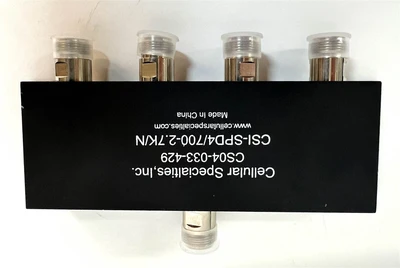 Cellular Specialties,Inc.
CS04-033-429
CSI-SPD4/700-2.7K/N
www.cellularspecialties.com
Made in China